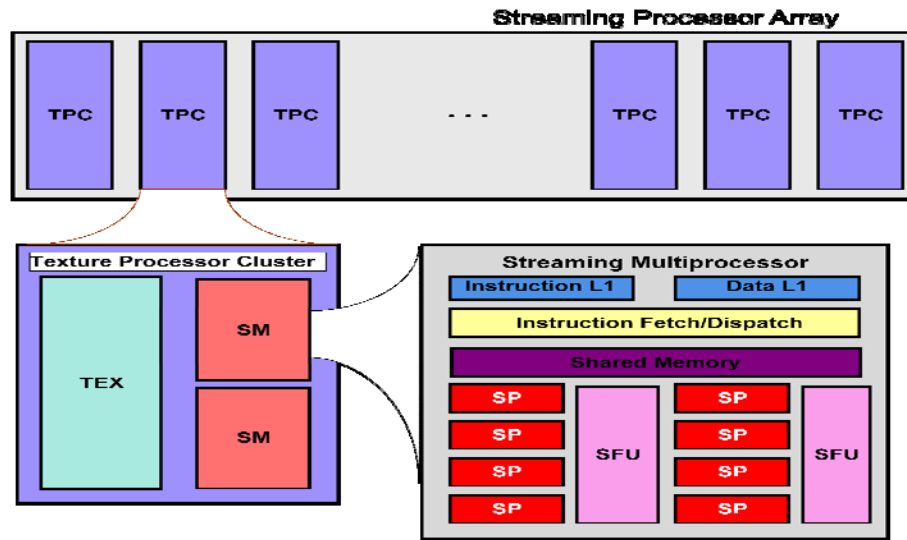 Streaming Processor Array
TPC TPC TPC . . . TPC TPC TPC
Texture Processor Cluster
TEX
SM
SM
Streaming Multiprocessor
Instruction L1 Data L1
Instruction Fetch/Dispatch
Shared Memory
SP SP
SP SP
SFU SFU
SP SP
SP SP